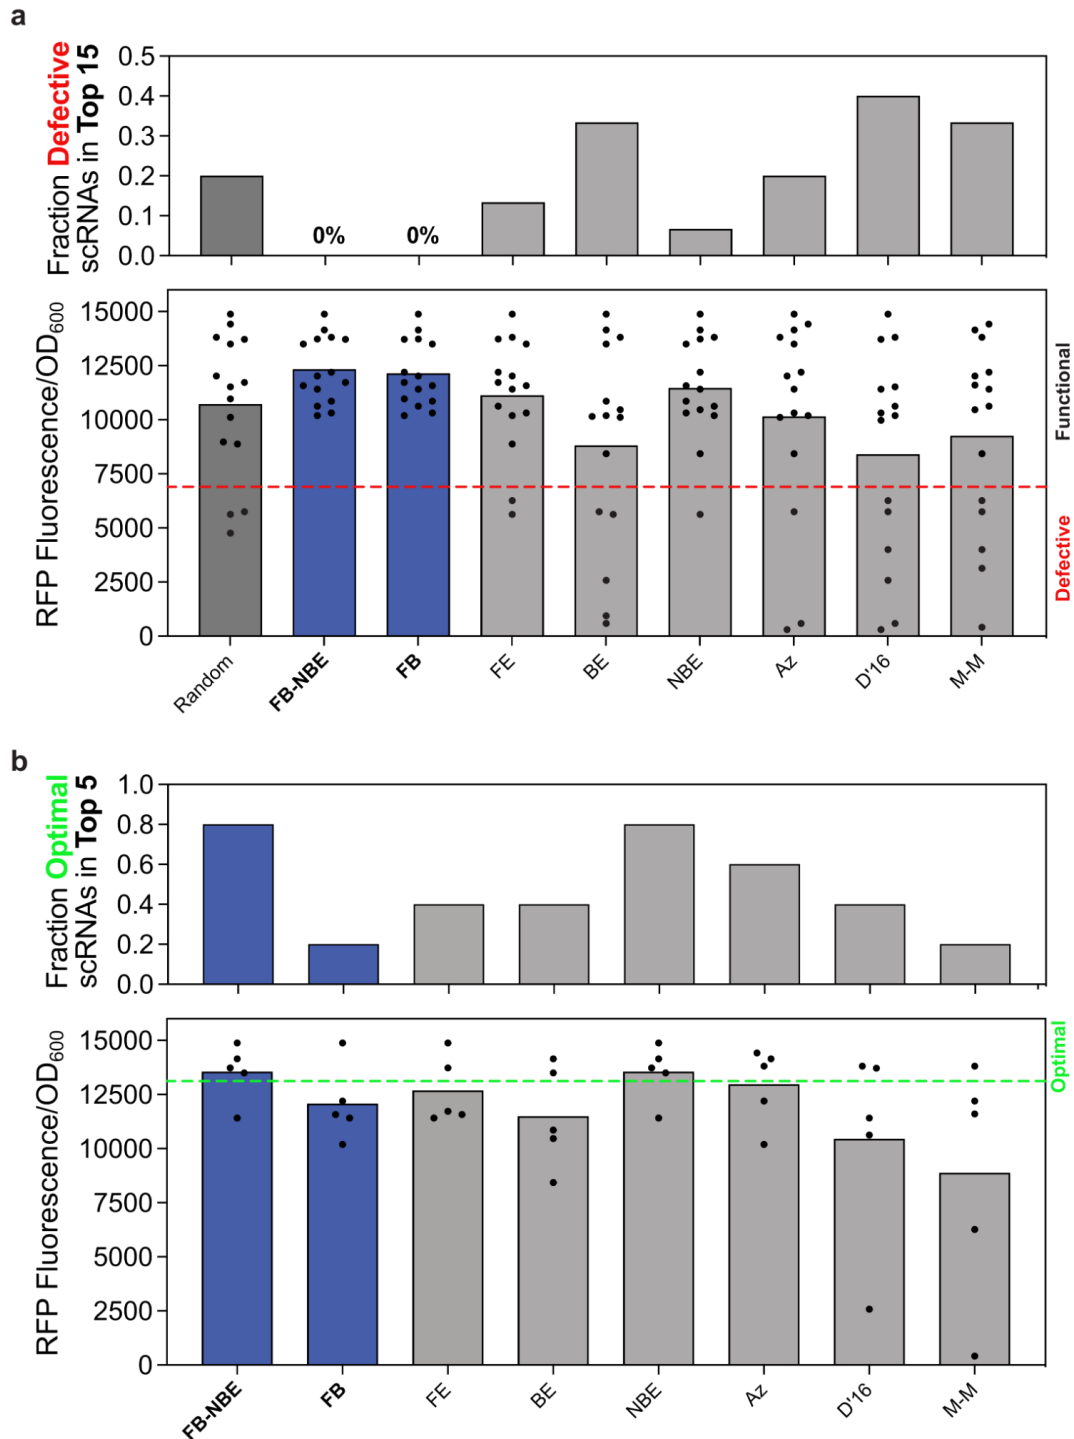 a
Fraction Defective
scRNAs in Top 15
0.5
0.4
0.3
0.2
0.1
0.0
0%
0%
RFP Fluorescence/OD600
15000
12500
10000
7500
5000
2500
0
Functional
Defective
Random
FB-NBE
FB
FE
BE
NBE
Az
D'16
M-M
b
Fraction Optimal
scRNAs in Top 5
1.0
0.8
0.6
0.4
0.2
0.0
RFP Fluorescence/OD600
15000
12500
10000
7500
5000
2500
0
Optimal
FB-NBE
FB
FE
BE
NBE
Az
D'16
M-M